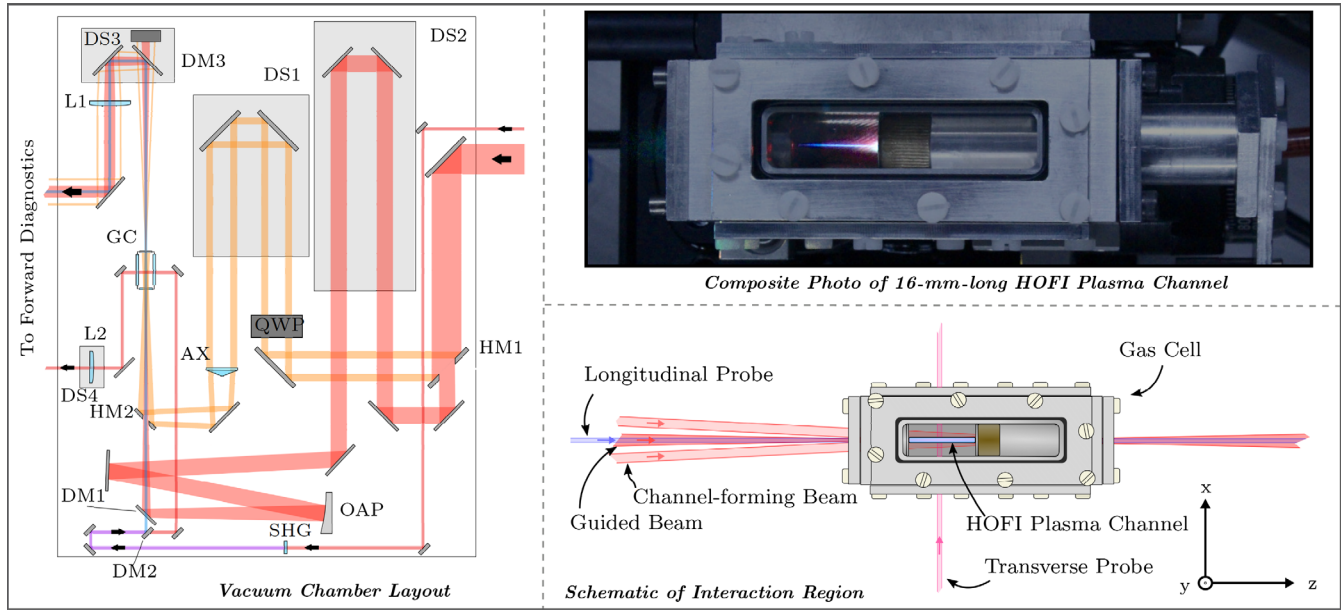 DS3
DM3
DS2
DS1
L1
To Forward Diagnostics
GC
QWP
L2
AX
HM1
DS4
HM2
DM1
OAP
SHG
DM2
Vacuum Chamber Layout
Composite Photo of 16-mm-long HOFI Plasma Channel
Gas Cell
Longitudinal Probe
Channel-forming Beam
Guided Beam
HOFI Plasma Channel
Transverse Probe
x
y
z
Schematic of Interaction Region